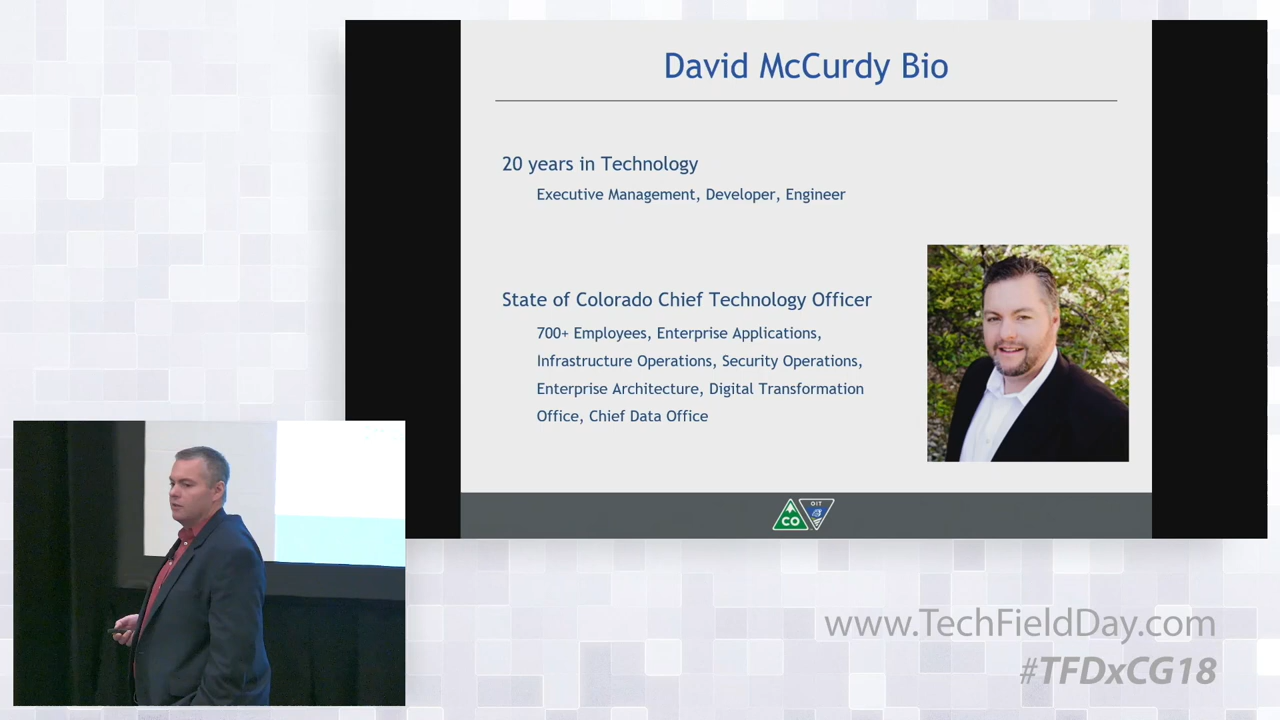 David McCurdy Bio
20 years in Technology
Executive Management, Developer, Engineer
State of Colorado Chief Technology Officer
700+ Employees, Enterprise Applications,
Infrastructure Operations, Security Operations,
Enterprise Architecture, Digital Transformation
Office, Chief Data Office
CO
OIT
www.TechFieldDay.com
#TFDxCG18